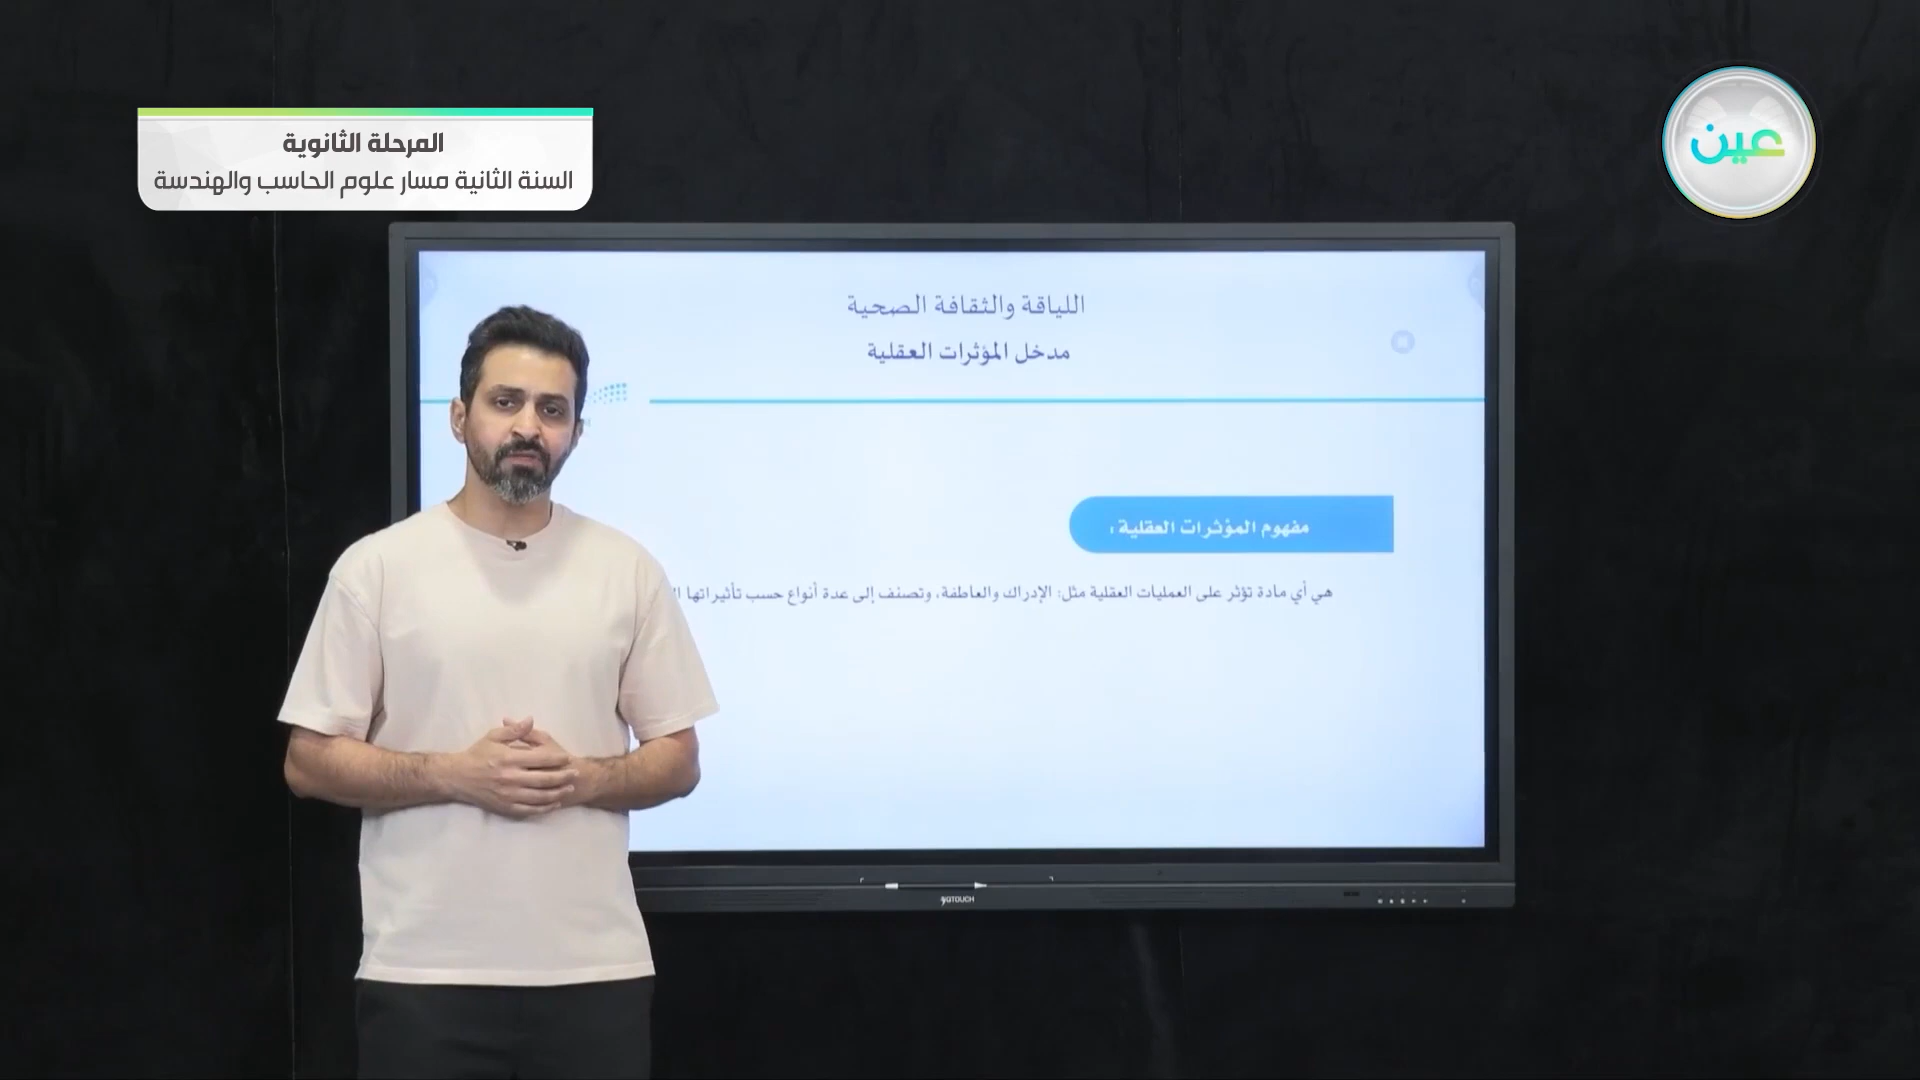 المرحلة الثانوية
السنة الثانية مسار علوم الحاسب والهندسة
عين
اللياقة والثقافة الصحية
مدخل المؤثرات العقلية
مفهوم المؤثرات العقلية :
هي أي مادة تؤثر على العمليات العقلية مثل: الإدراك والعاطفة، وتصنف إلى عدة أنواع حسب تأثيراتها